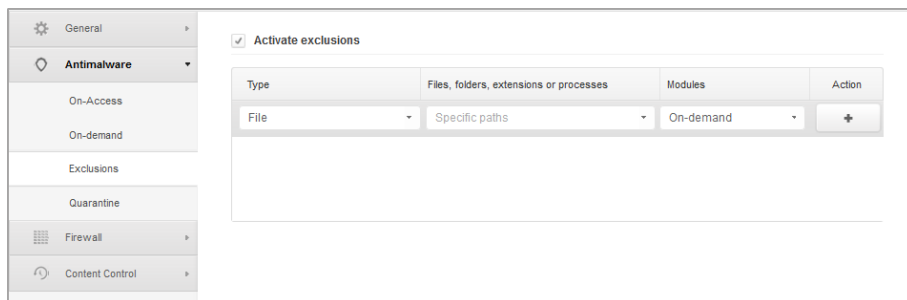 General
Antimalware
On-Access
On-demand
Exclusions
Quarantine
Firewall
Content Control
Activate exclusions
Type Files, folders, extensions or processes Modules Action
File Specific paths On-demand +